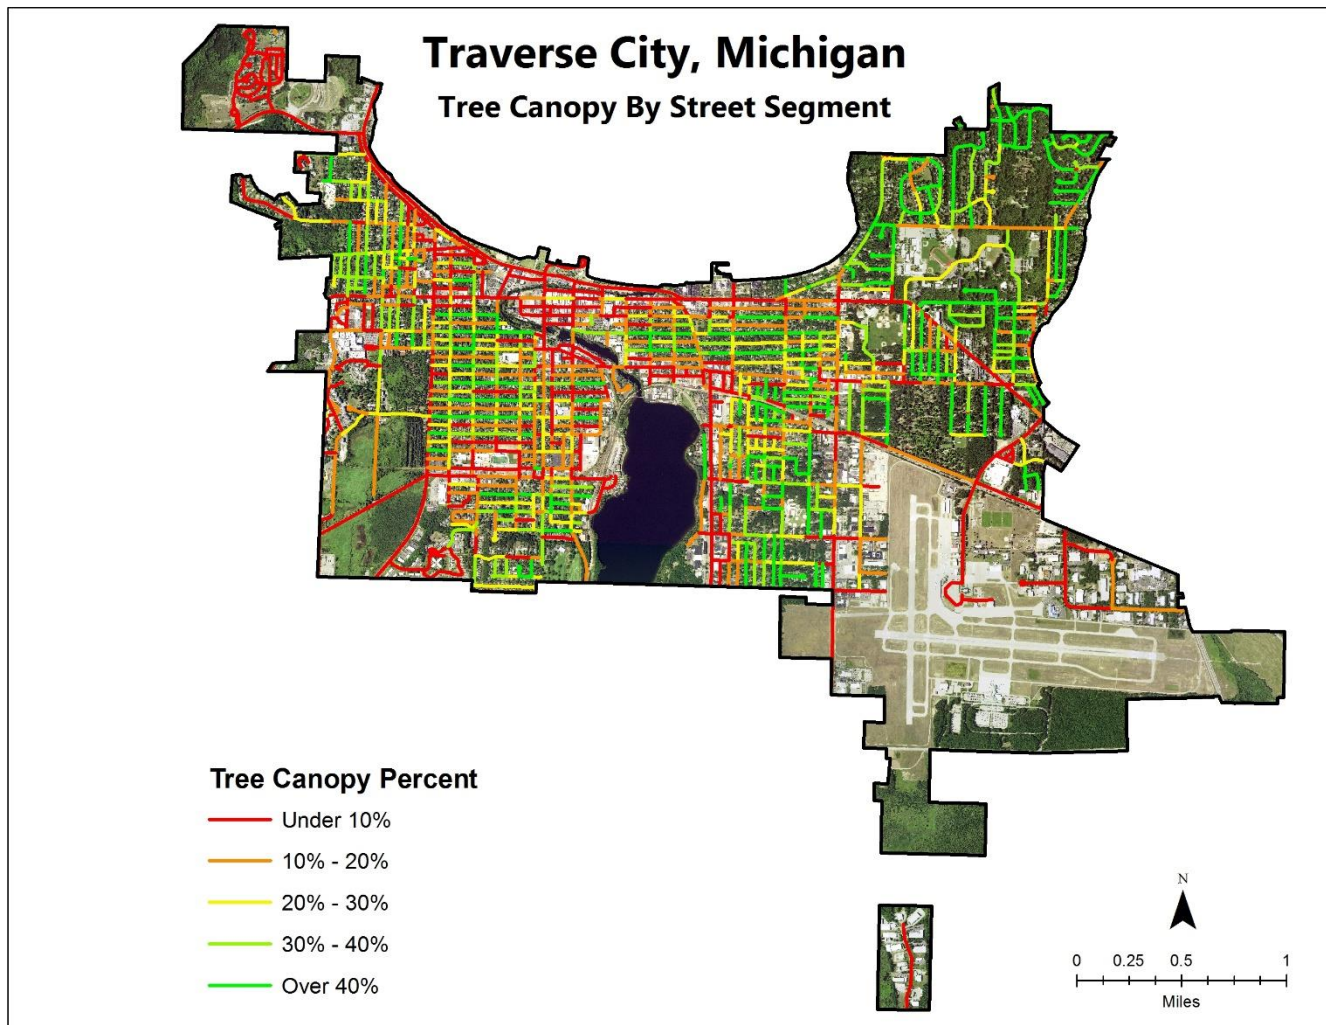 Traverse City, Michigan
Tree Canopy By Street Segment
Tree Canopy Percent
Under 10%
10% - 20%
20% - 30%
30% - 40%
Over 40%
N
0 0.25 0.5 1
Miles